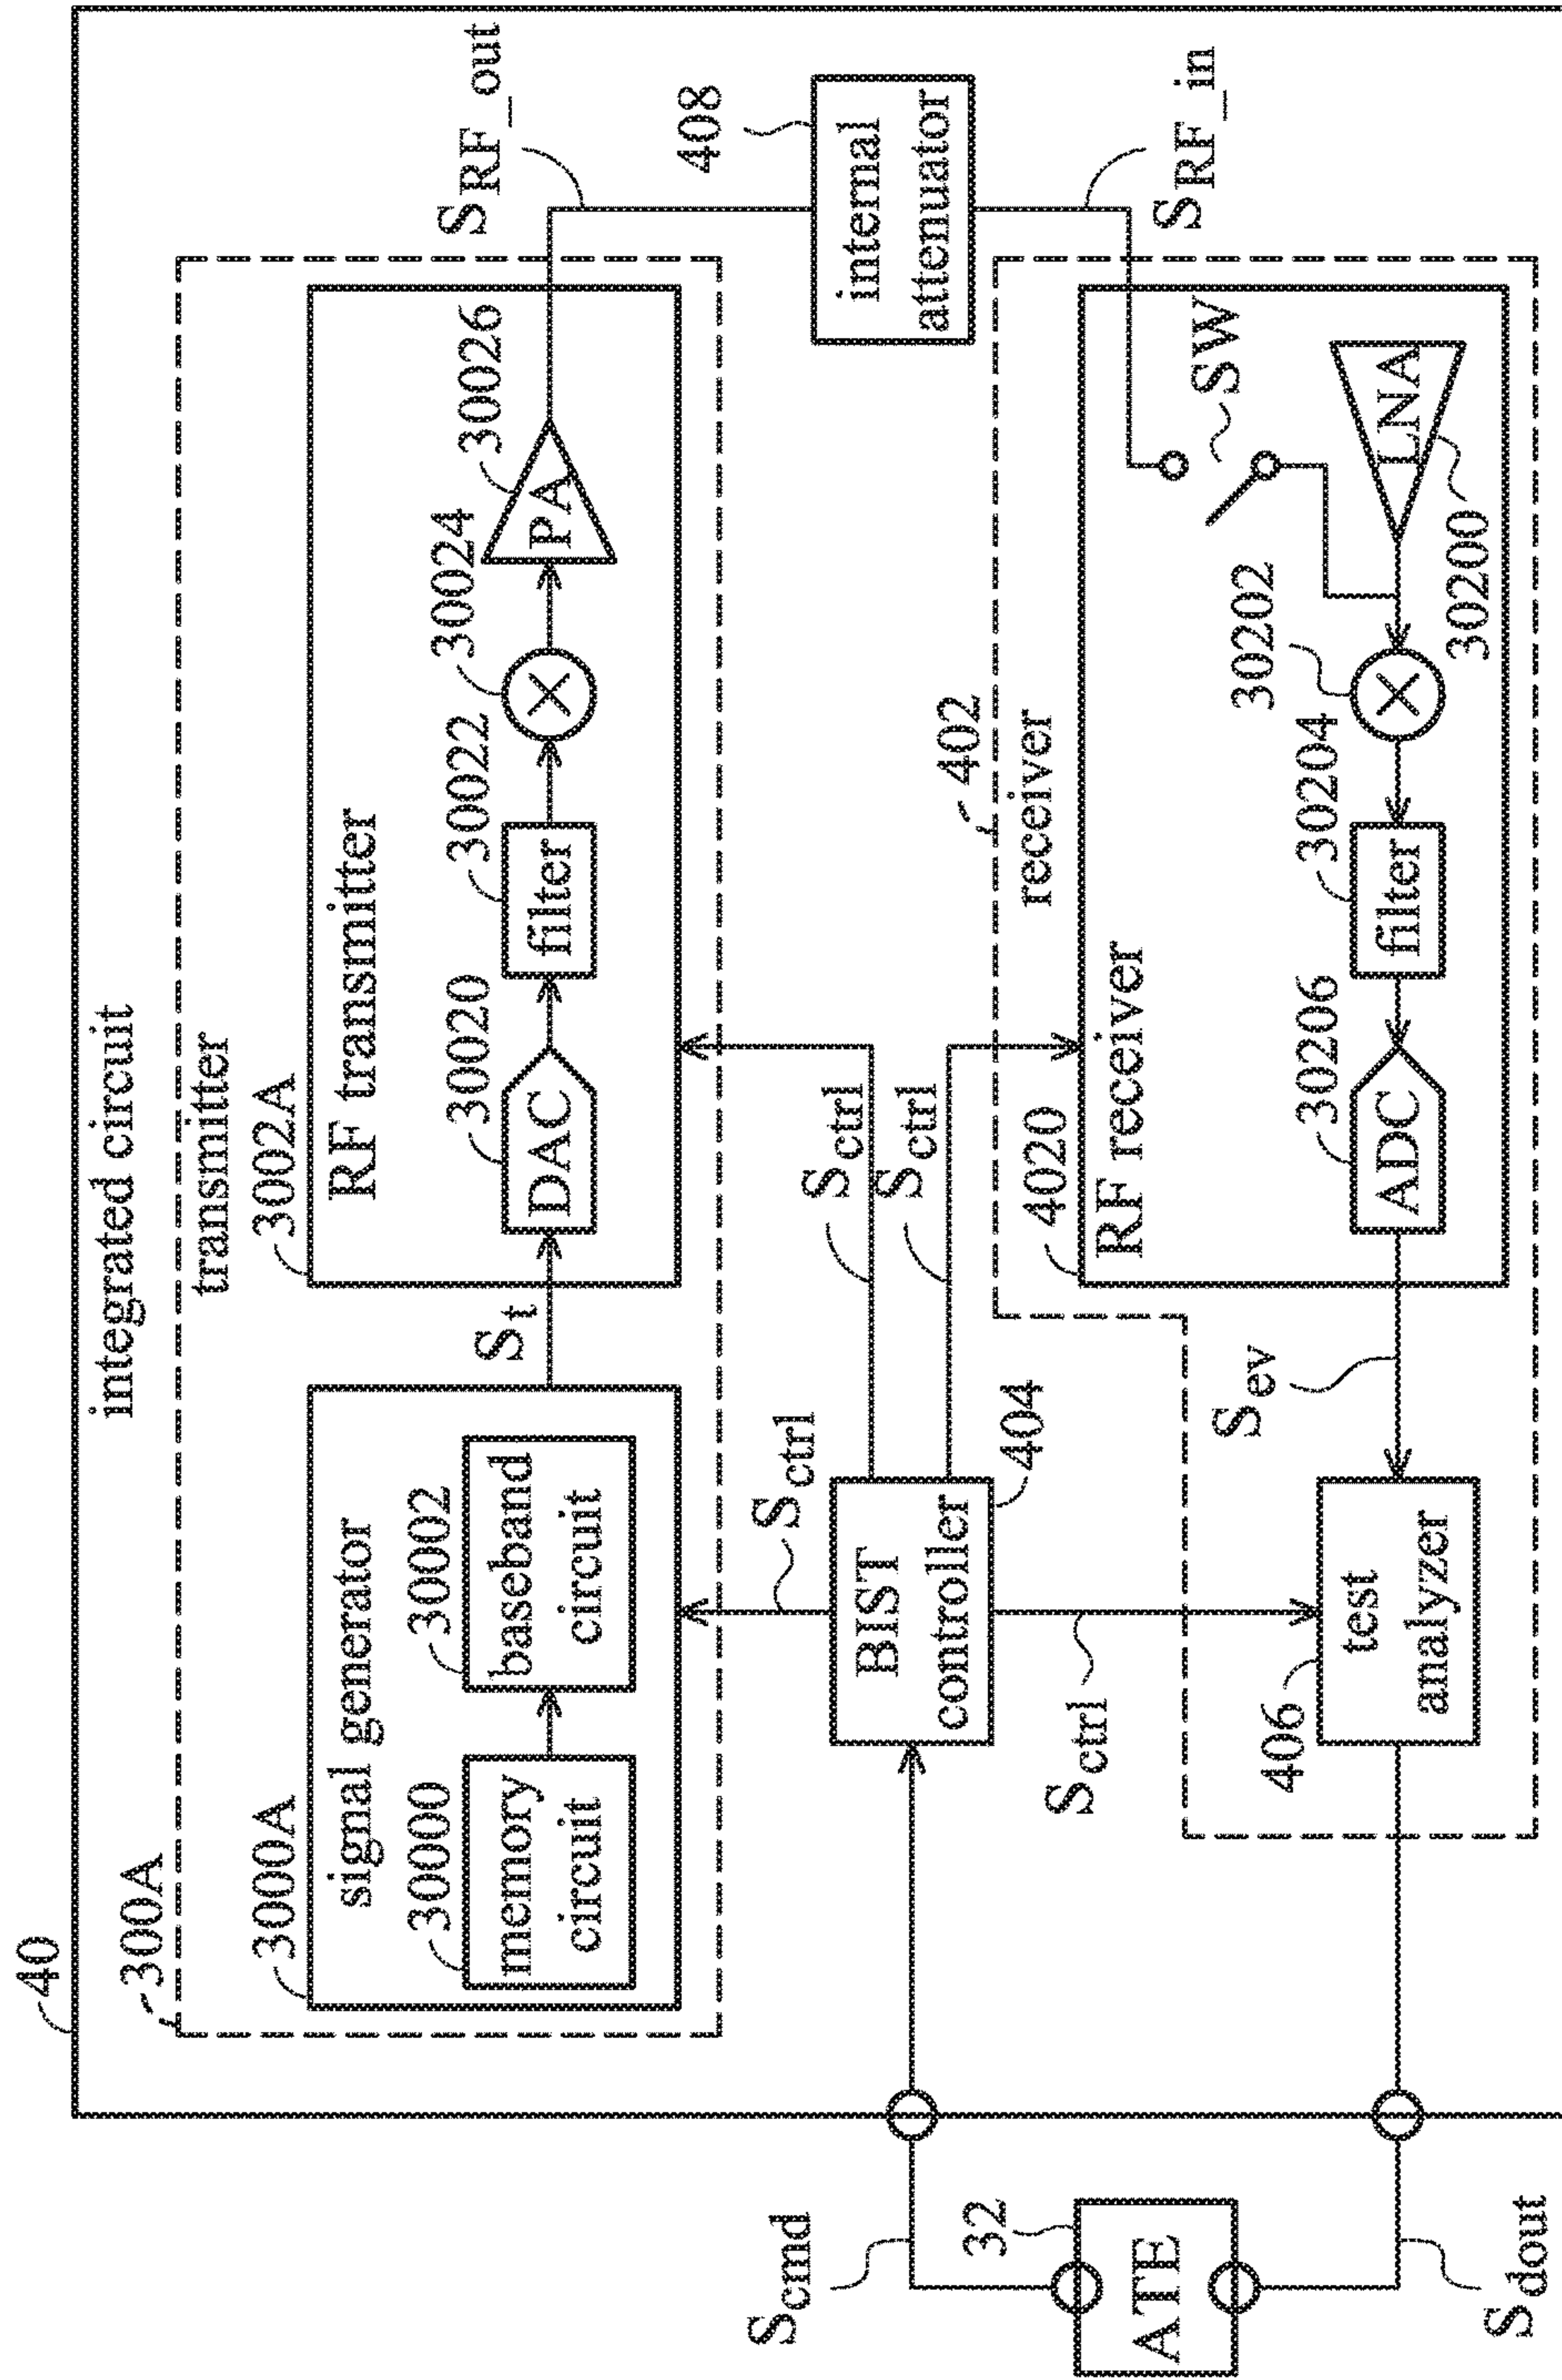 40
integrated circuit
300A
transmitter
3000A
signal generator
30000
memory
circuit
30002
baseband
circuit
St
3002A
RF transmitter
30020
DAC
30022
filter
30024
30026
PA
SRF_out
408
internal
attenuator
SRF_in
Scmd
32
ATE
Sdout
BIST
controller
404
Sctrl
Sctrl
Sctrl
Sctrl
402
receiver
4020
RF receiver
SW
LNA
30200
30202
30204
filter
30206
ADC
Sev
406
test
analyzer